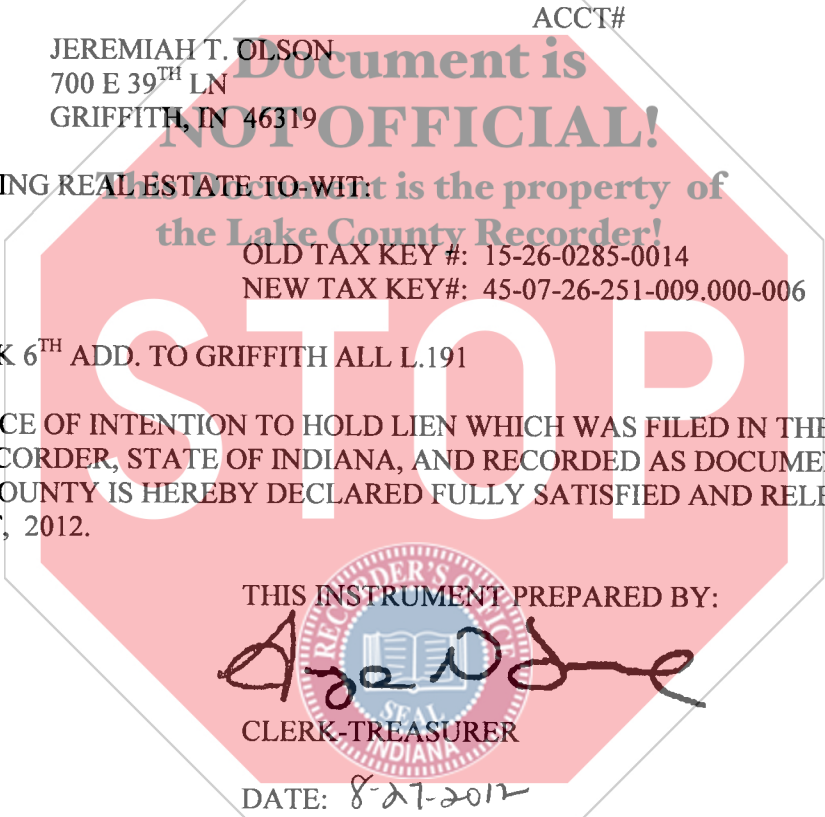 ACCT#
JEREMIAH T. OLSON
Document is
700 E 39TH LN
GRIFFITH, IN 46319
NOT OFFICIAL!
ING REAL ESTATE TO-WIT:
This Document is the property of
the Lake County Recorder!
OLD TAX KEY #: 15-26-0285-0014
NEW TAX KEY#: 45-07-26-251-009.000-006
STOP
K 6TH ADD. TO GRIFFITH ALL L.191
CE OF INTENTION TO HOLD LIEN WHICH WAS FILED IN THE
CORDER, STATE OF INDIANA, AND RECORDED AS DOCUME
OUNTY IS HEREBY DECLARED FULLY SATISFIED AND RELE
, 2012.
RECORDER'S OFFICE
THIS INSTRUMENT PREPARED BY:
SEAL
CLERK-TREASURER
INDIANA
DATE: 8-27-2012